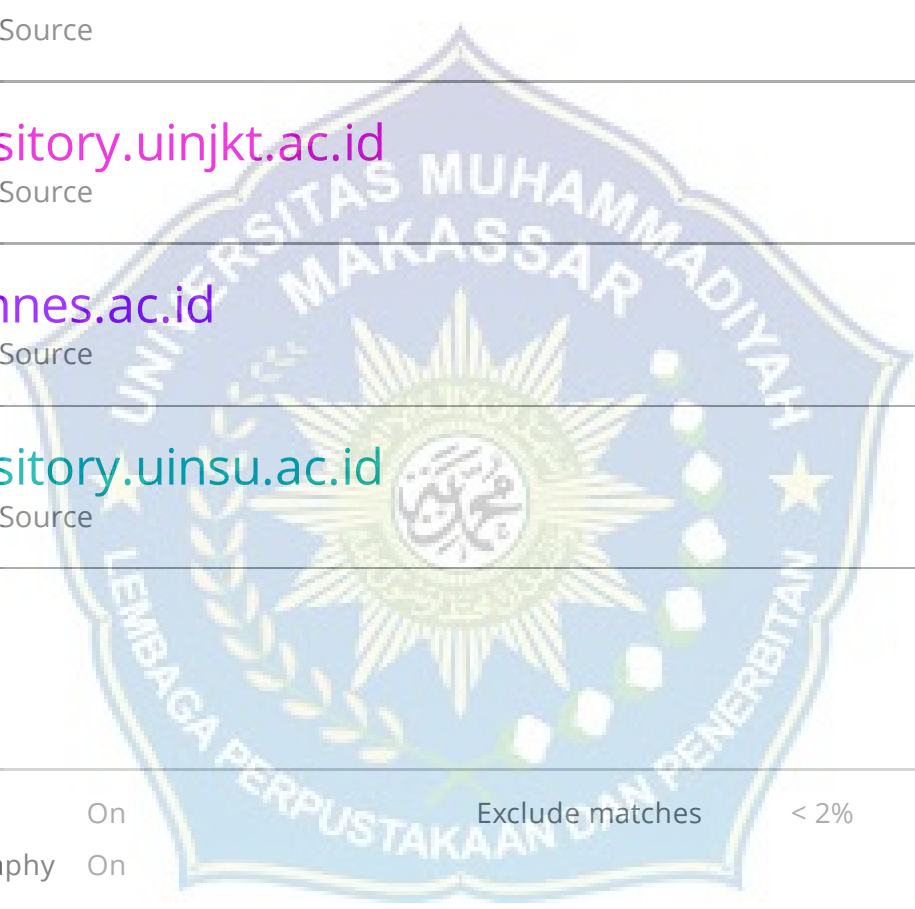 Source
sitory.uinjkt.ac.id
Source
nnes.ac.id
Source
sitory.uinsu.ac.id
Source
On
Exclude matches
< 2%
aphy
On
UNIVERSITAS MUHAMMADIYAH
MAKASSAR
LEMBAGA PERPUSTAKAAN DAN PENERBITAN